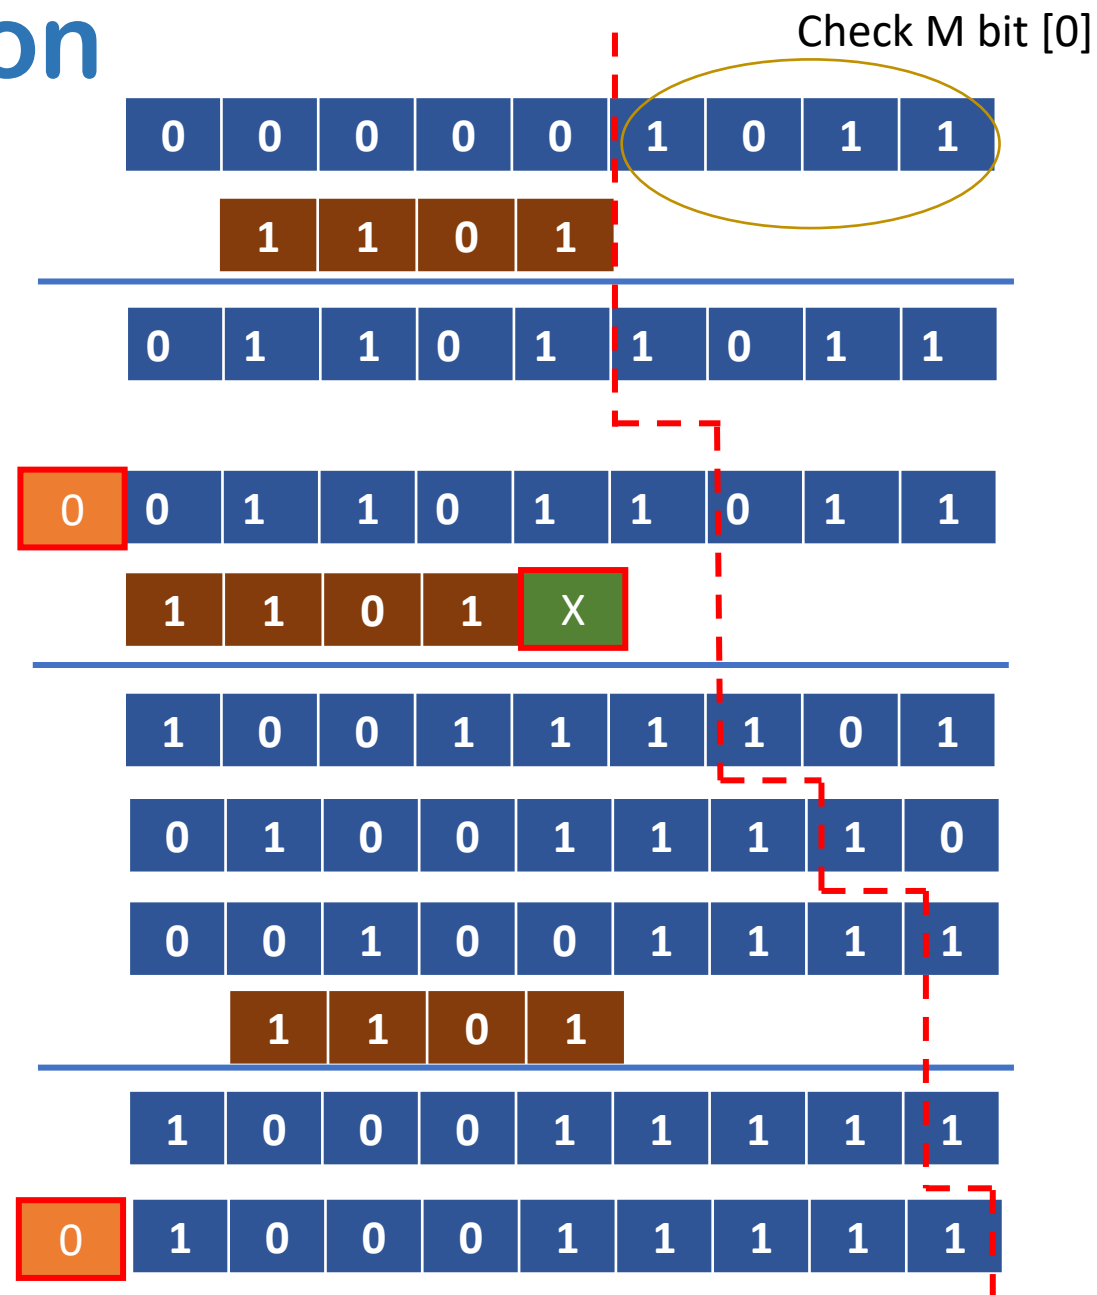 on
Check M bit [0]
0 0 0 0 0 1 0 1 1
1 1 0 1
0 1 1 0 1 1 0 1 1
0 0 1 1 0 1 1 0 1 1
1 1 0 1 X
1 0 0 1 1 1 1 0 1
0 1 0 0 1 1 1 1 0
0 0 1 0 0 1 1 1 1
1 1 0 1
1 0 0 0 1 1 1 1 1
0 1 0 0 0 1 1 1 1 1